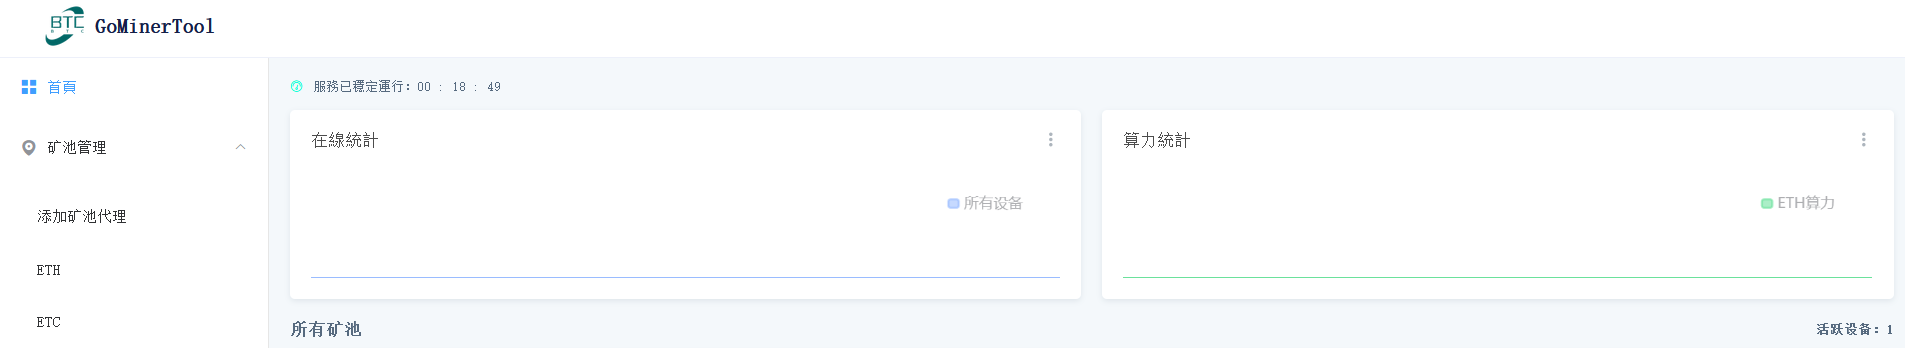 BTC
BTC
GoMinerTool
首頁
服務已穩定運行：00 : 18 : 49
矿池管理
在線統計
所有设备
算力統計
ETH算力
添加矿池代理
ETH
ETC
所有矿池
活跃设备：1